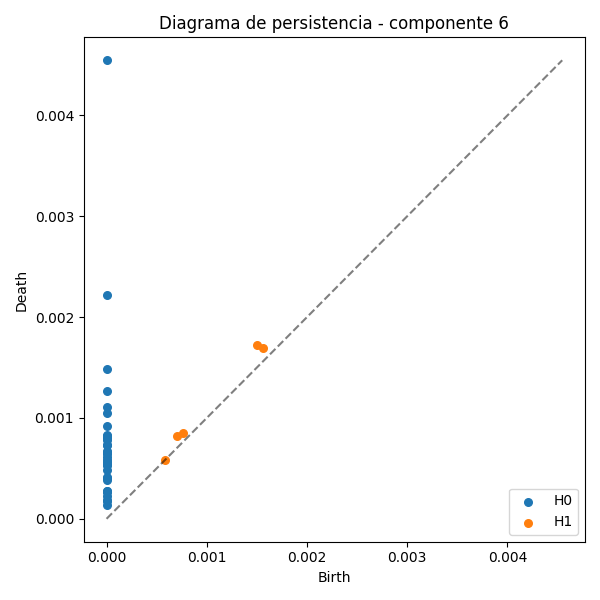 Diagrama de persistencia - componente 6
Death
0.004
0.003
0.002
0.001
0.000
0.000 0.001 0.002 0.003 0.004
Birth
H0
H1